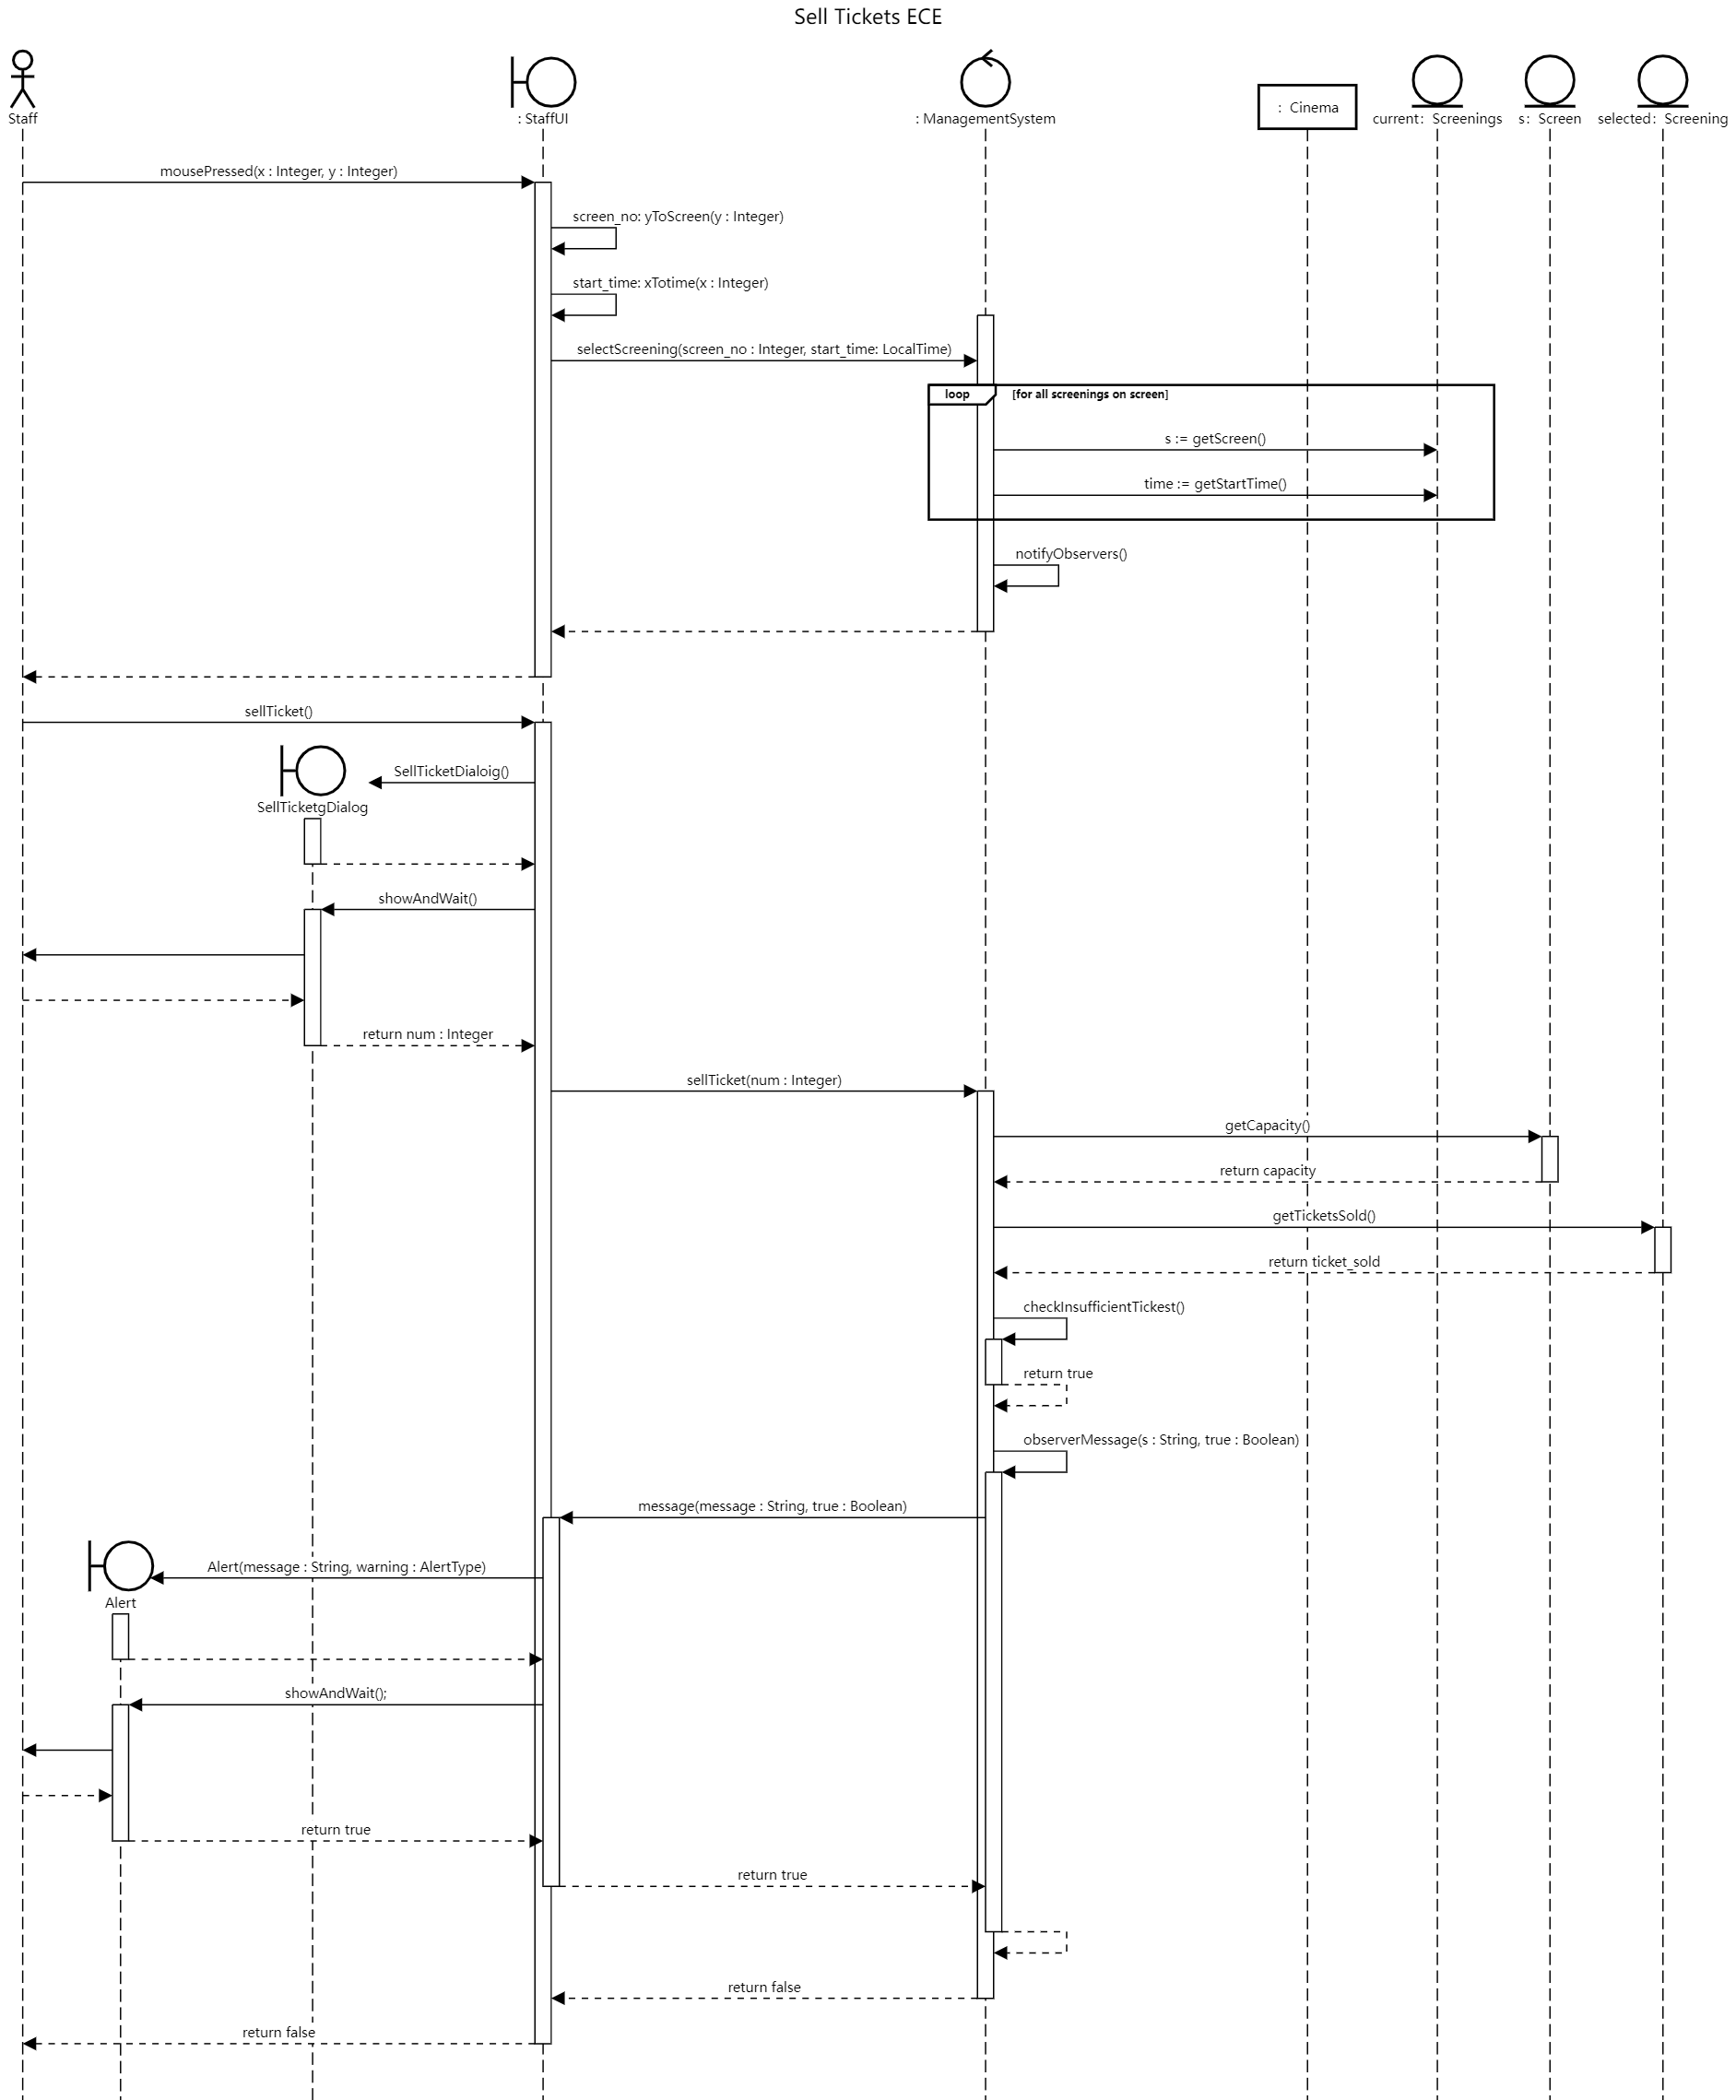 Sell Tickets ECE
Staff
: StaffUI
: ManagementSystem
: Cinema
current: Screenings
s: Screen
selected: Screening
mousePressed(x : Integer, y : Integer)
screen_no: yToScreen(y : Integer)
start_time: xTotime(x : Integer)
selectScreening(screen_no : Integer, start_time: LocalTime)
loop
[for all screenings on screen]
s := getScreen()
time := getStartTime()
notifyObservers()
sellTicket()
SellTicketDialoig()
SellTicketgDialog
showAndWait()
return num : Integer
sellTicket(num : Integer)
getCapacity()
return capacity
getTicketsSold()
return ticket_sold
checkInsufficientTickest()
return true
observerMessage(s : String, true : Boolean)
message(message : String, true : Boolean)
Alert(message : String, warning : AlertType)
Alert
showAndWait();
return true
return true
return false
return false